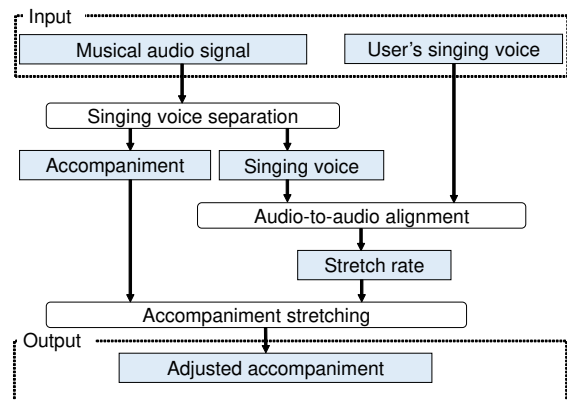 Input
Musical audio signal
User's singing voice
Singing voice separation
Accompaniment
Singing voice
Audio-to-audio alignment
Stretch rate
Accompaniment stretching
Output
Adjusted accompaniment